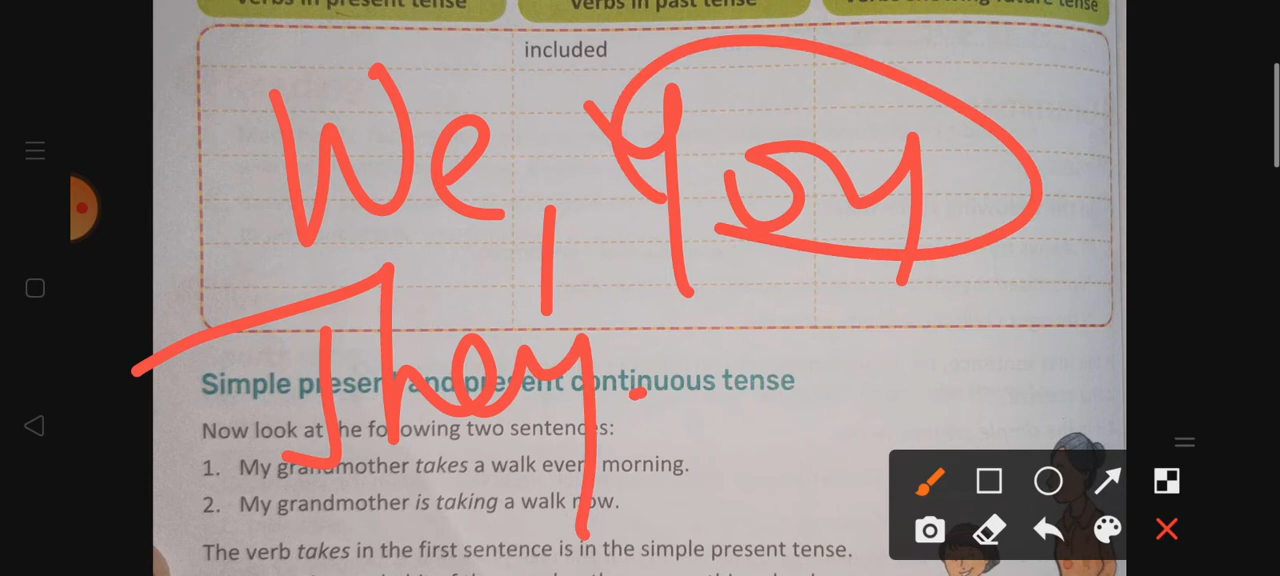 verbs in present tense
verbs in past tense
future tense
included
We, You
They.
Simple present and present continuous tense
Now look at the following two sentences:
1. My grandmother takes a walk every morning.
2. My grandmother is taking a walk now.
The verb takes in the first sentence is in the simple present tense.